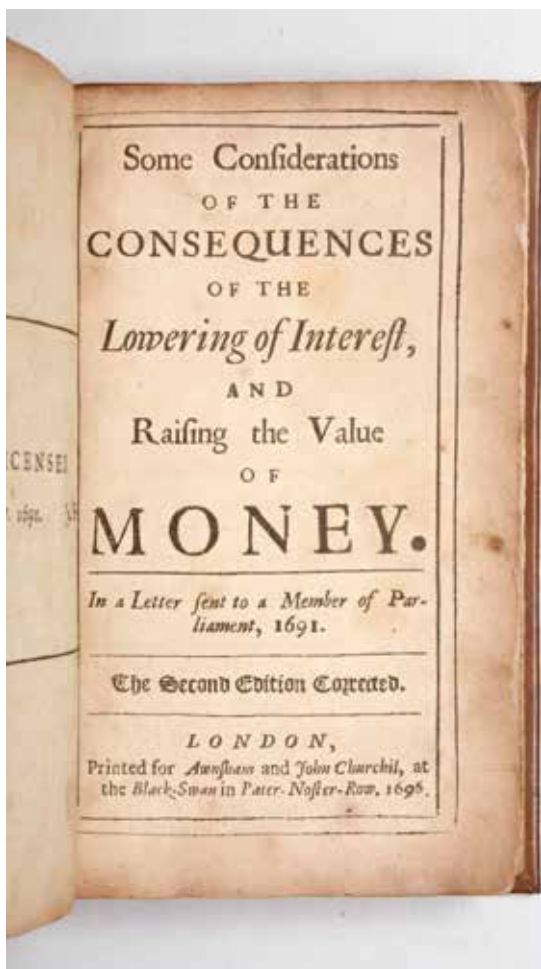 Some Conſiderations
OF THE
CONSEQUENCES
OF THE
Lowering of Intereſt,
AND
Raiſing the Value
OF
MONEY.
In a Letter ſent to a Member of Par-
liament, 1691.
The Second Edition Corrected.
LONDON,
Printed for Awnſham and John Churchil, at
the Black-Swan in Pater-Noſter-Row, 1696.
ICENSE
1691.